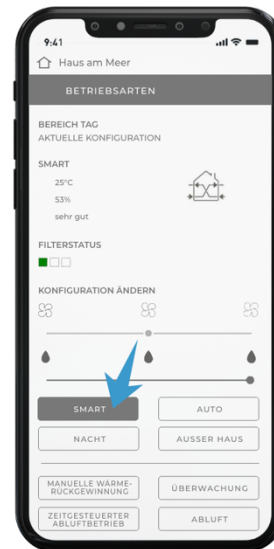 9:41
Haus am Meer
BETRIEBSARTEN
BEREICH TAG
AKTUELLE KONFIGURATION
SMART
25°C
53%
sehr gut
FILTERSTATUS
KONFIGURATION ÄNDERN
SMART
AUTO
NACHT
AUSSER HAUS
MANUELLE WÄRME-
RÜCKGEWINNUNG
ÜBERWACHUNG
ZEITGESTEUERTER
ABLUFTBETRIEB
ABLUFT